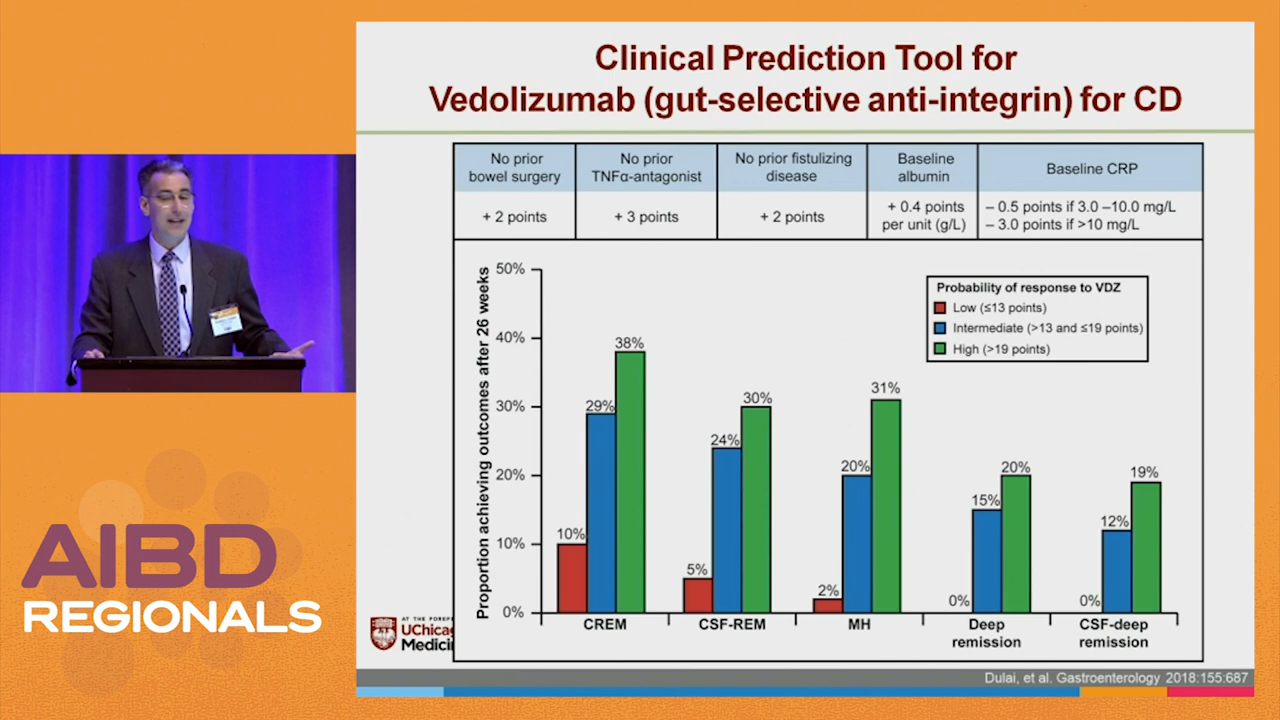 Clinical Prediction Tool for
Vedolizumab (gut-selective anti-integrin) for CD
No prior
bowel surgery
No prior
TNFα-antagonist
No prior fistulizing
disease
Baseline
albumin
Baseline CRP
+ 2 points
+ 3 points
+ 2 points
+ 0.4 points
per unit (g/L)
– 0.5 points if 3.0 –10.0 mg/L
– 3.0 points if >10 mg/L
Proportion achieving outcomes after 26 weeks
50%
40%
30%
20%
10%
0%
Probability of response to VDZ
Low (≤13 points)
Intermediate (>13 and ≤19 points)
High (>19 points)
10%
29%
38%
5%
24%
30%
2%
20%
31%
0%
15%
20%
0%
12%
19%
CREM
CSF-REM
MH
Deep
remission
CSF-deep
remission
AT THE FOREF
UChicag
Medicin
Dulai, et al. Gastroenterology 2018:155:687
AIBD
REGIONALS